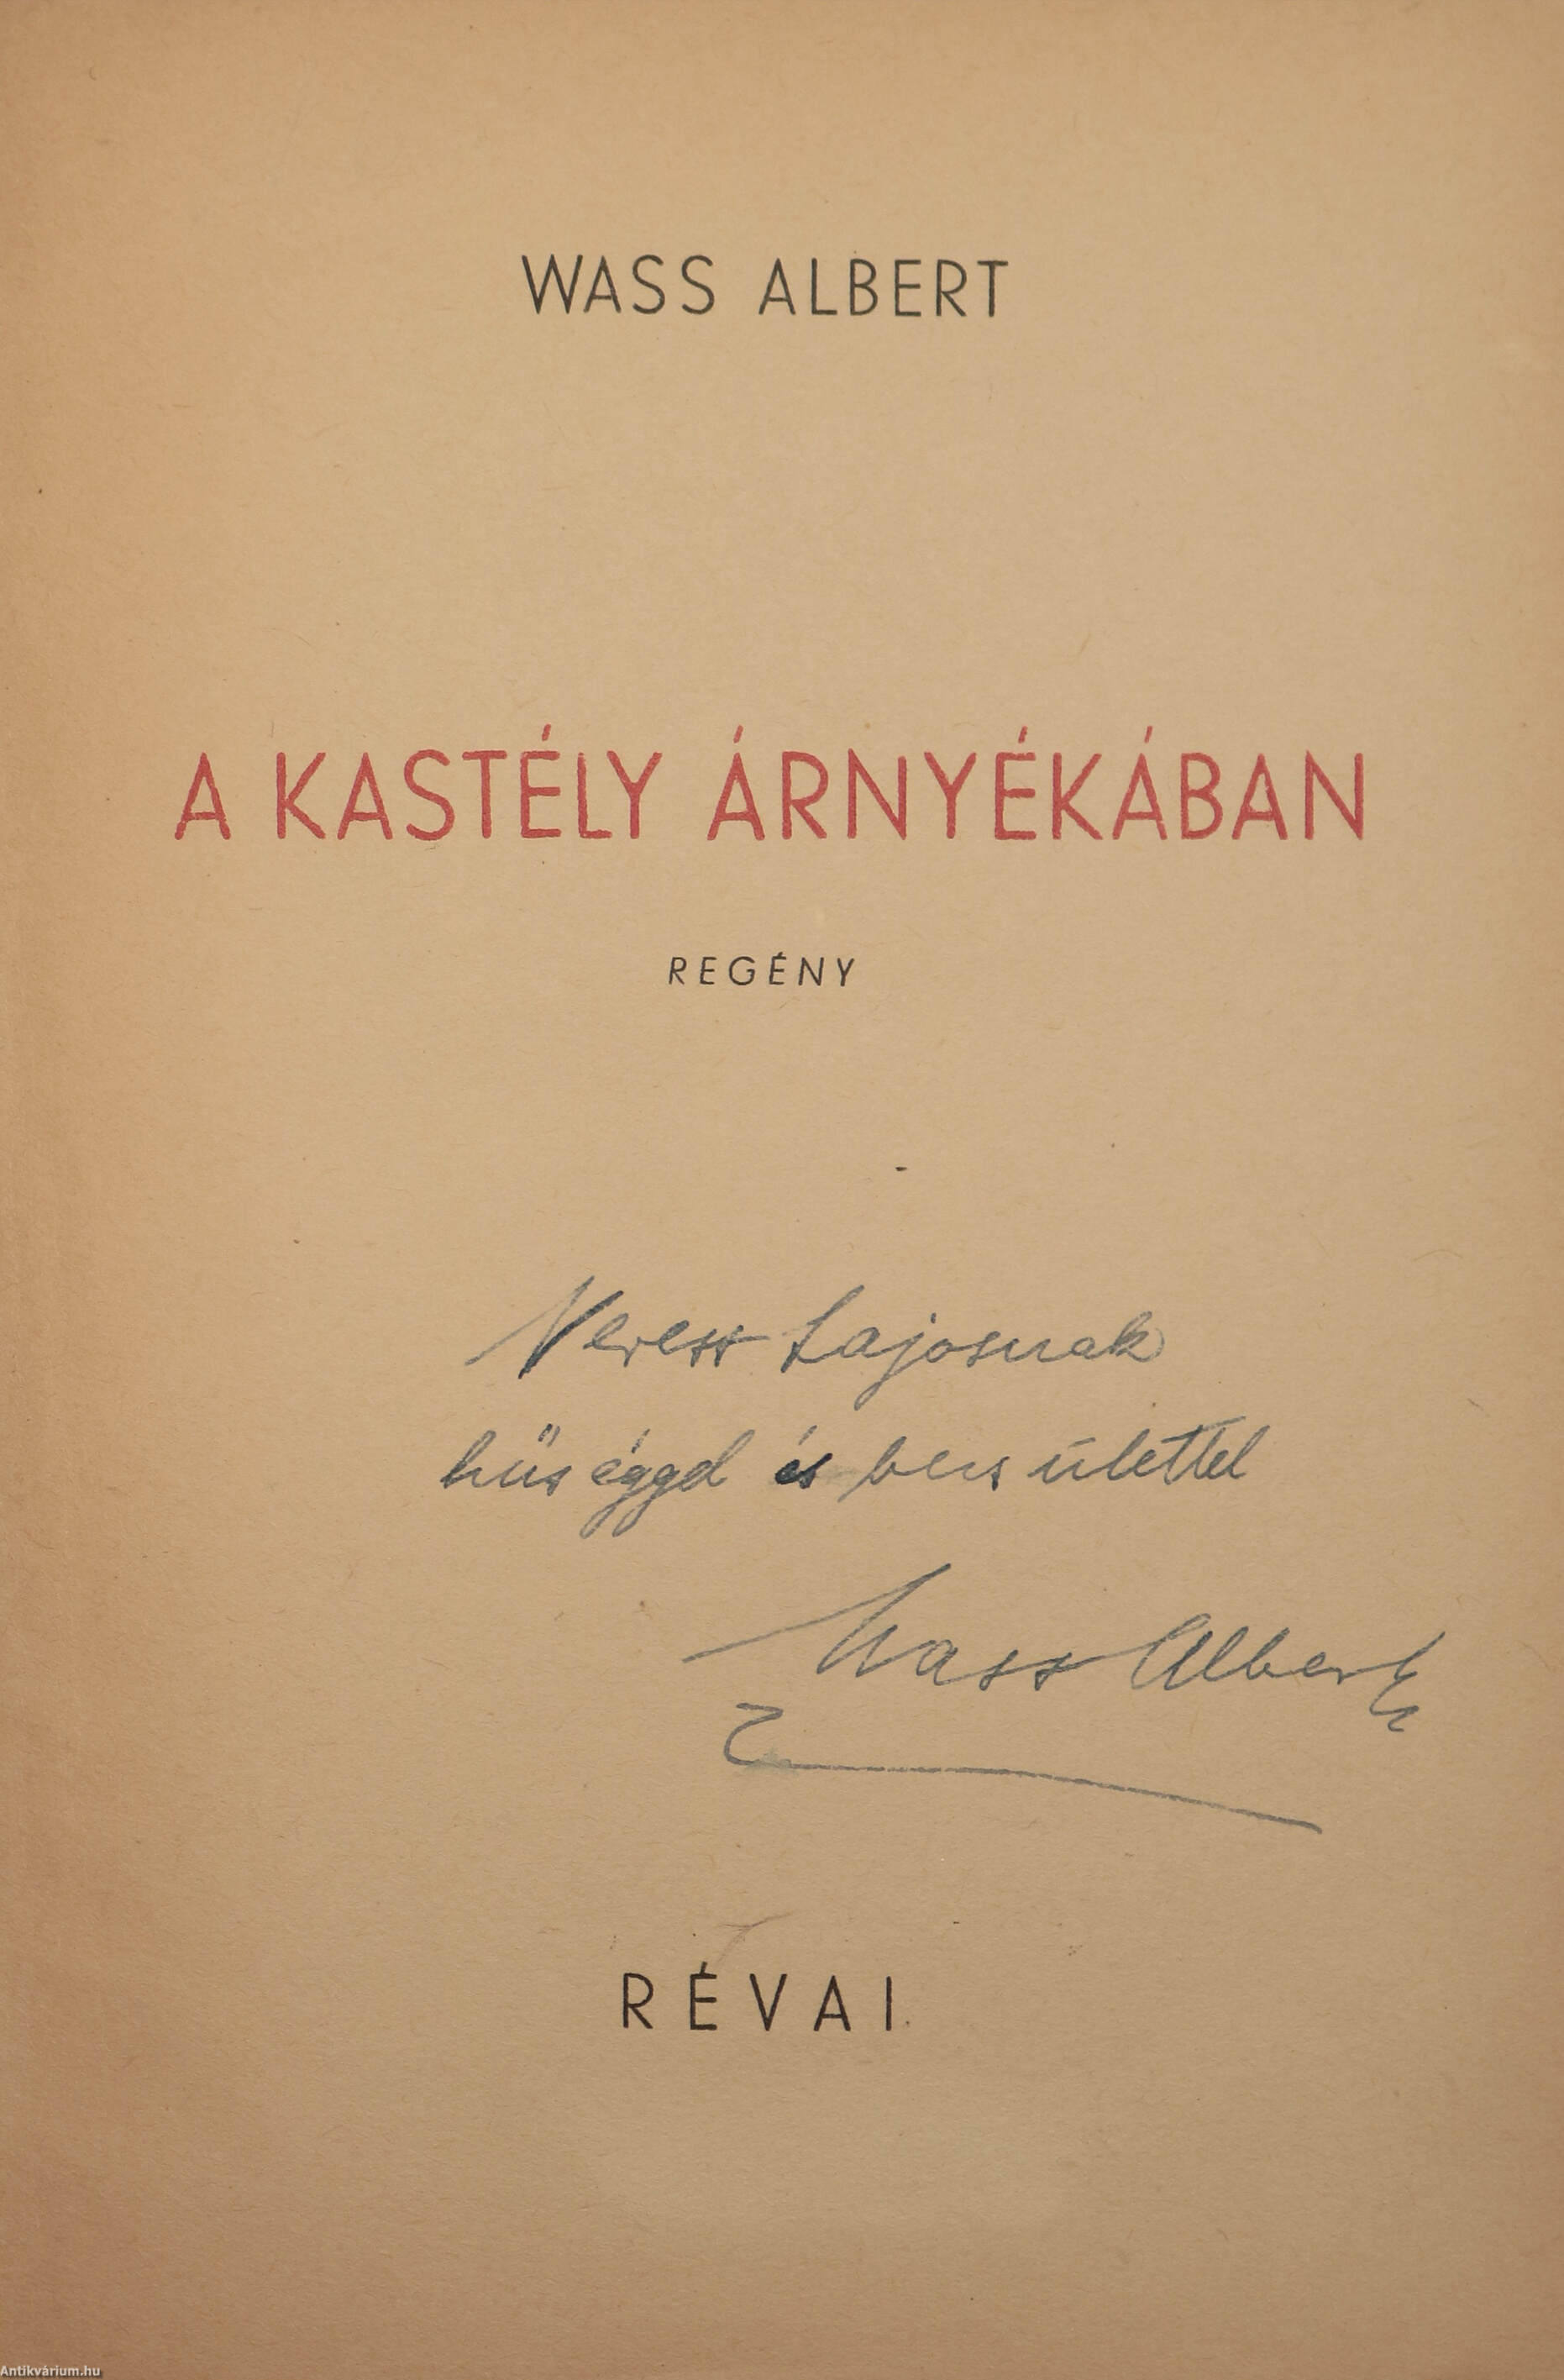 WASS ALBERT
A KASTÉLY ÁRNYÉKÁBAN
REGÉNY
Veress Lajosnak
hűséggel és becsülettel
Wass Albert
RÉVAI
Antikvárium.hu